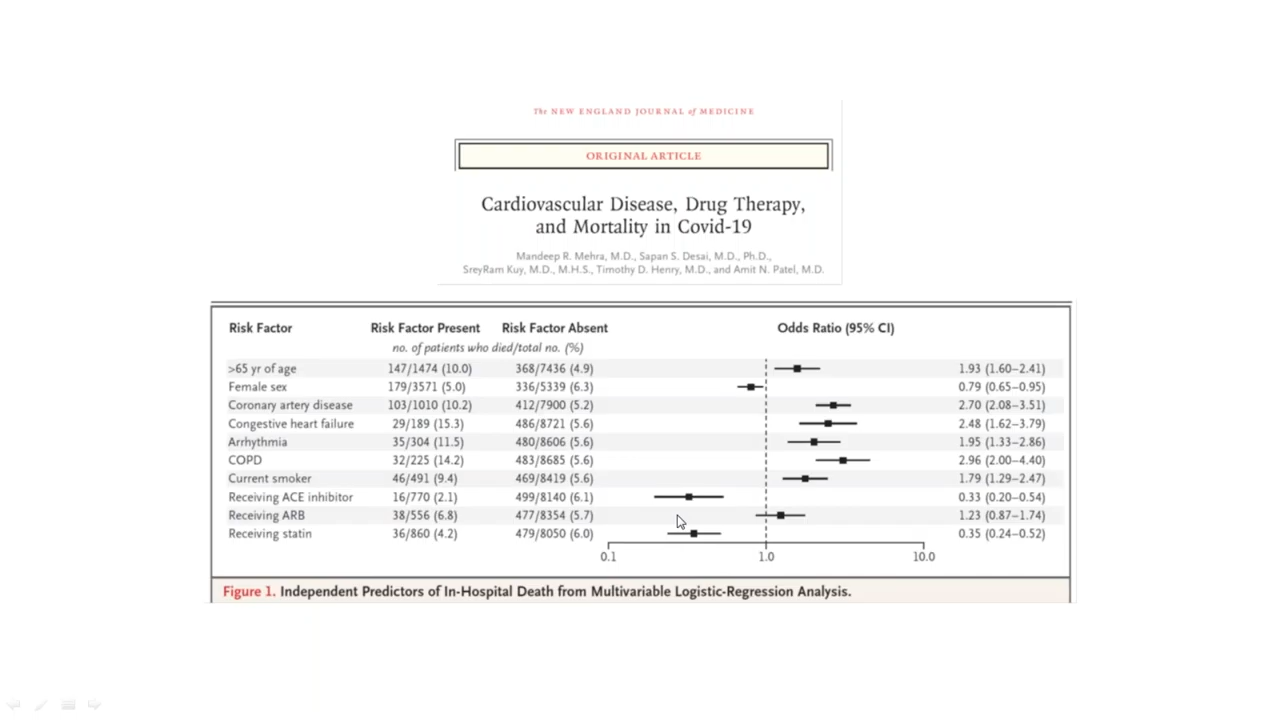 The NEW ENGLAND JOURNAL of MEDICINE
ORIGINAL ARTICLE
Cardiovascular Disease, Drug Therapy,
and Mortality in Covid-19
Mandeep R. Mehra, M.D., Sapan S. Desai, M.D., Ph.D.,
SreyRam Kuy, M.D., M.H.S., Timothy D. Henry, M.D., and Amit N. Patel, M.D.
Risk Factor Risk Factor Present Risk Factor Absent Odds Ratio (95% CI)
no. of patients who died/total no. (%)
>65 yr of age 147/1474 (10.0) 368/7436 (4.9) 1.93 (1.60–2.41)
Female sex 179/3571 (5.0) 336/5339 (6.3) 0.79 (0.65–0.95)
Coronary artery disease 103/1010 (10.2) 412/7900 (5.2) 2.70 (2.08–3.51)
Congestive heart failure 29/189 (15.3) 486/8721 (5.6) 2.48 (1.62–3.79)
Arrhythmia 35/304 (11.5) 480/8606 (5.6) 1.95 (1.33–2.86)
COPD 32/225 (14.2) 483/8685 (5.6) 2.96 (2.00–4.40)
Current smoker 46/491 (9.4) 469/8419 (5.6) 1.79 (1.29–2.47)
Receiving ACE inhibitor 16/770 (2.1) 499/8140 (6.1) 0.33 (0.20–0.54)
Receiving ARB 38/556 (6.8) 477/8354 (5.7) 1.23 (0.87–1.74)
Receiving statin 36/860 (4.2) 479/8050 (6.0) 0.35 (0.24–0.52)
0.1 1.0 10.0
Figure 1. Independent Predictors of In-Hospital Death from Multivariable Logistic-Regression Analysis.